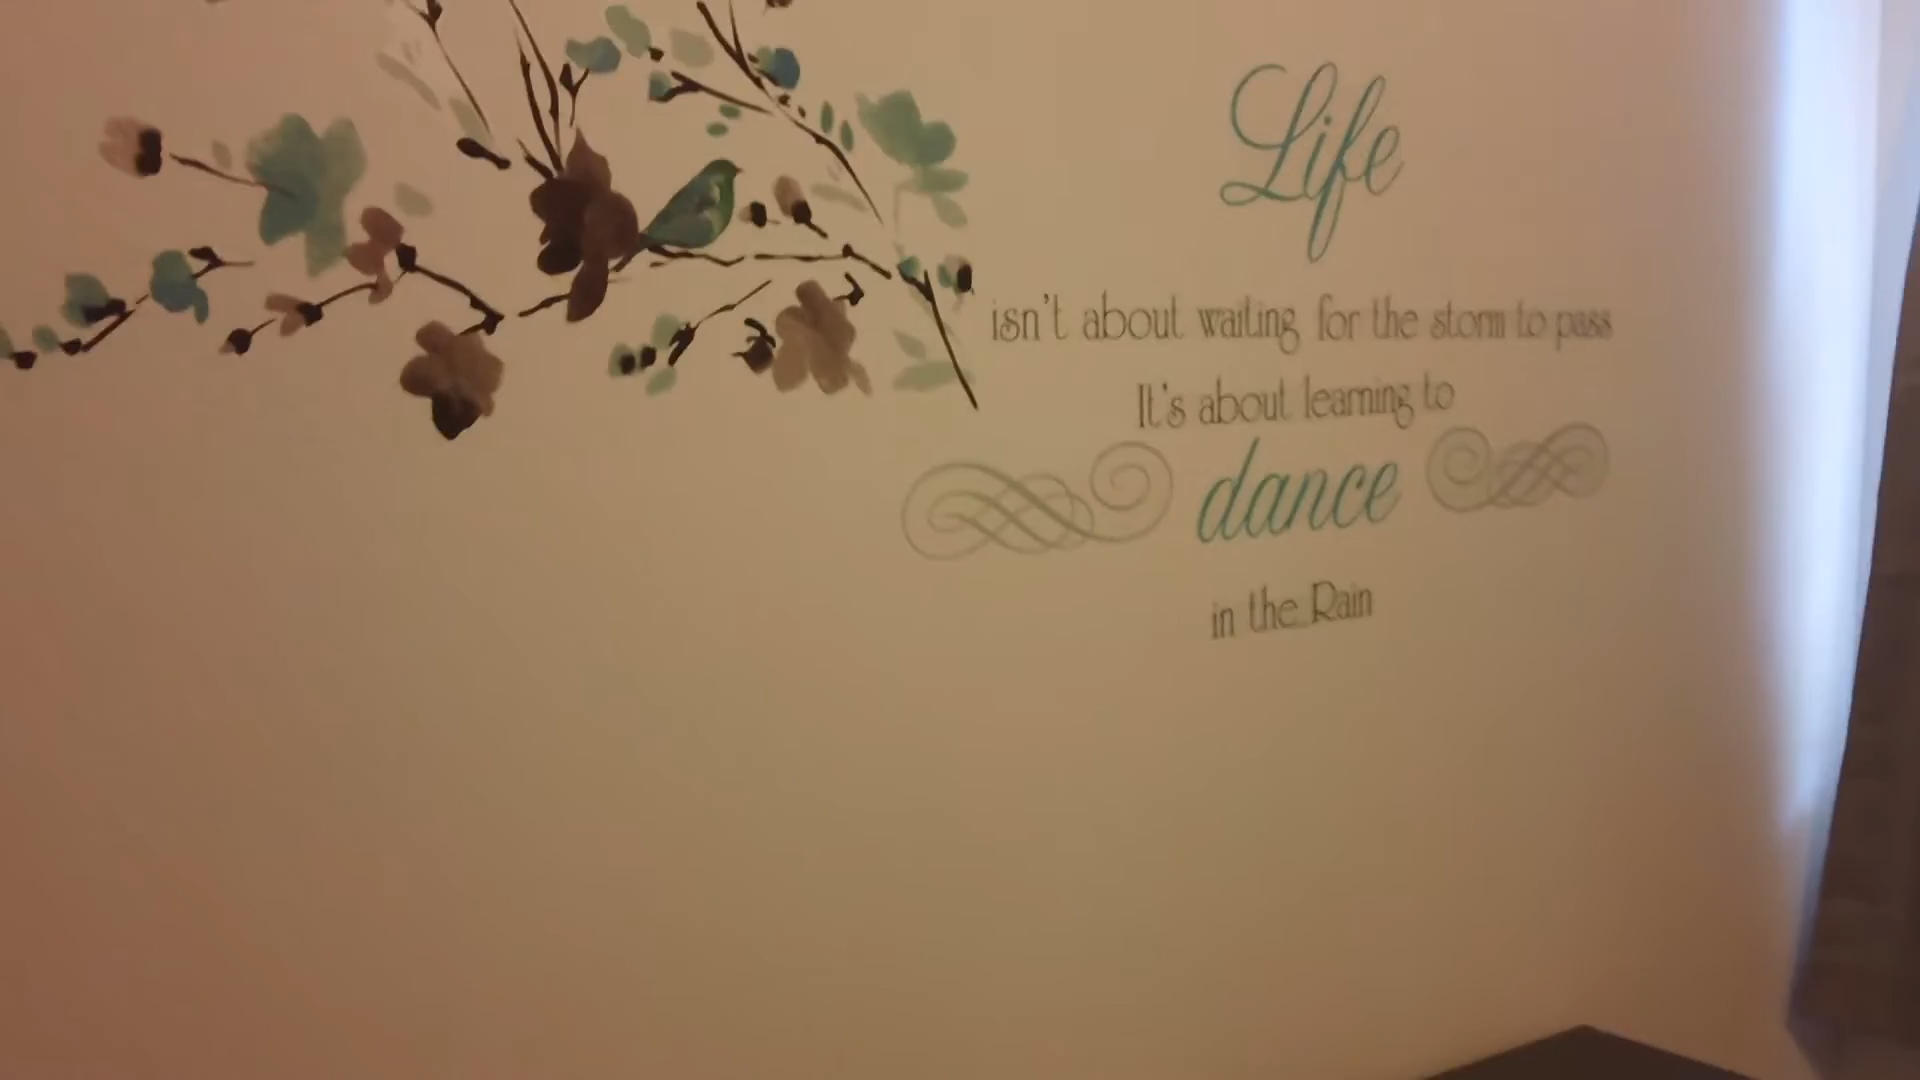 Life
isn't about waiting for the storm to pass
It's about learning to
dance
in the Rain